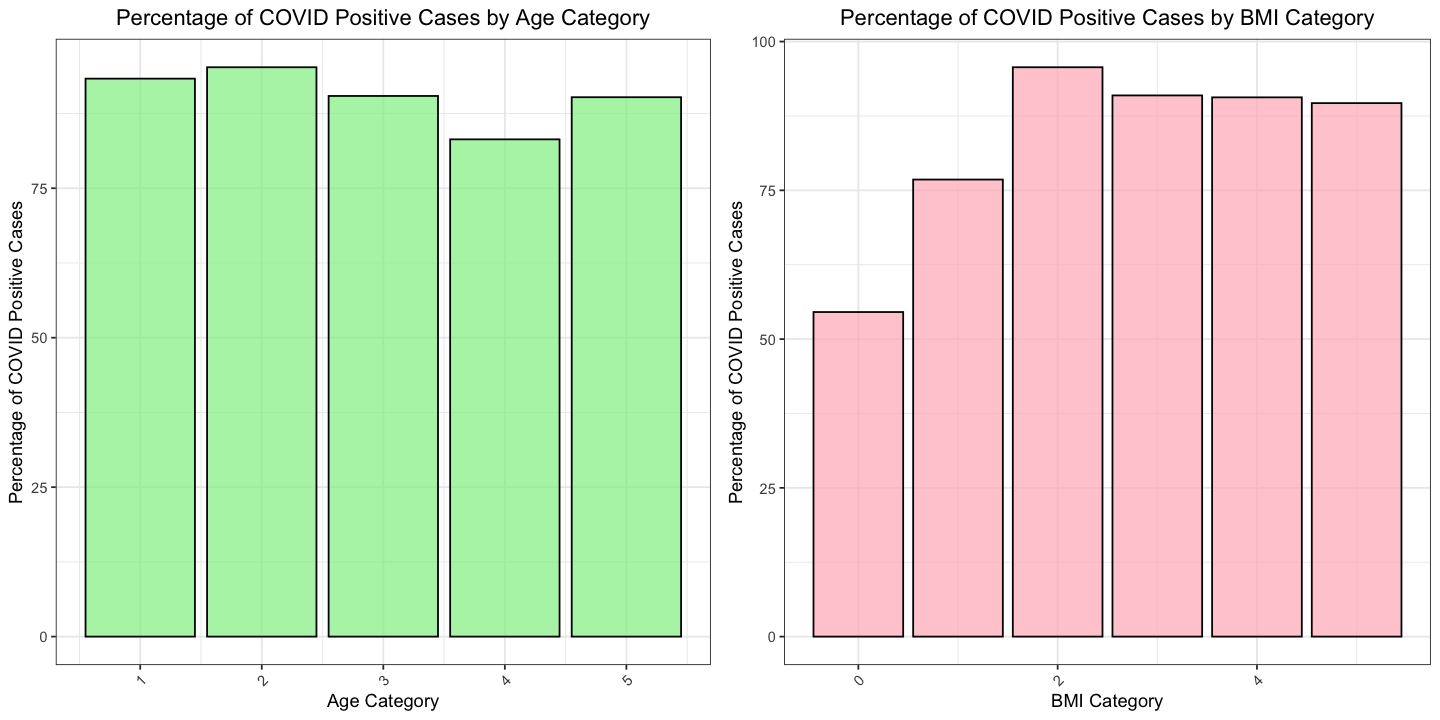 Percentage of COVID Positive Cases by Age Category
Percentage of COVID Positive Cases
75
50
25
0
1
2
3
4
5
Age Category
Percentage of COVID Positive Cases by BMI Category
Percentage of COVID Positive Cases
100
75
50
25
0
0
2
4
BMI Category